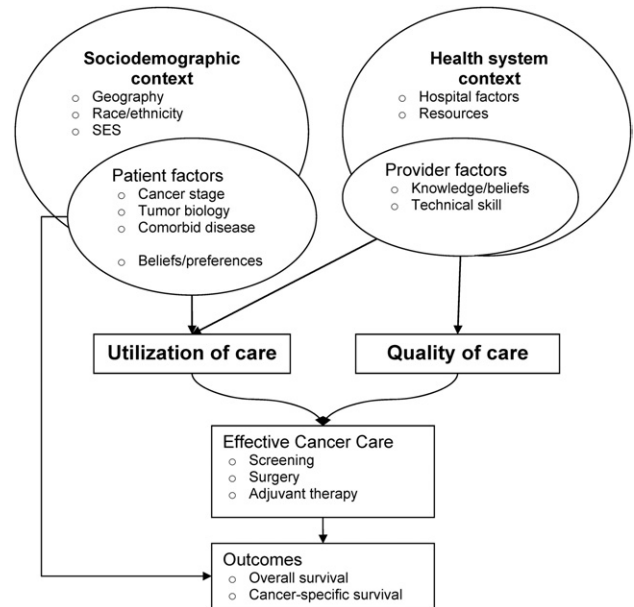 Sociodemographic
context
○ Geography
○ Race/ethnicity
○ SES
Health system
context
○ Hospital factors
○ Resources
Patient factors
○ Cancer stage
○ Tumor biology
○ Comorbid disease
○ Beliefs/preferences
Provider factors
○ Knowledge/beliefs
○ Technical skill
Utilization of care
Quality of care
Effective Cancer Care
○ Screening
○ Surgery
○ Adjuvant therapy
Outcomes
○ Overall survival
○ Cancer-specific survival